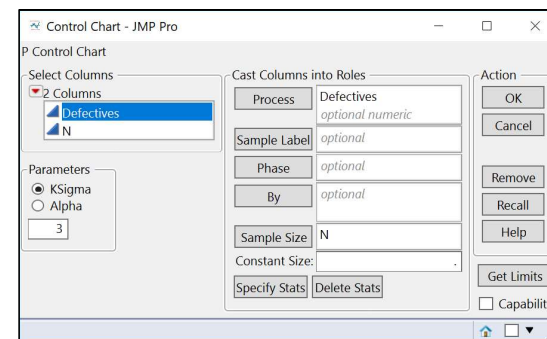 Control Chart - JMP Pro
P Control Chart
Select Columns
2 Columns
Defectives
N
Parameters
KSigma
Alpha
3
Cast Columns into Roles
Process Defectives
optional numeric
Sample Label optional
Phase optional
By optional
Sample Size N
Constant Size: .
Specify Stats Delete Stats
Action
OK
Cancel
Remove
Recall
Help
Get Limits
Capabilit